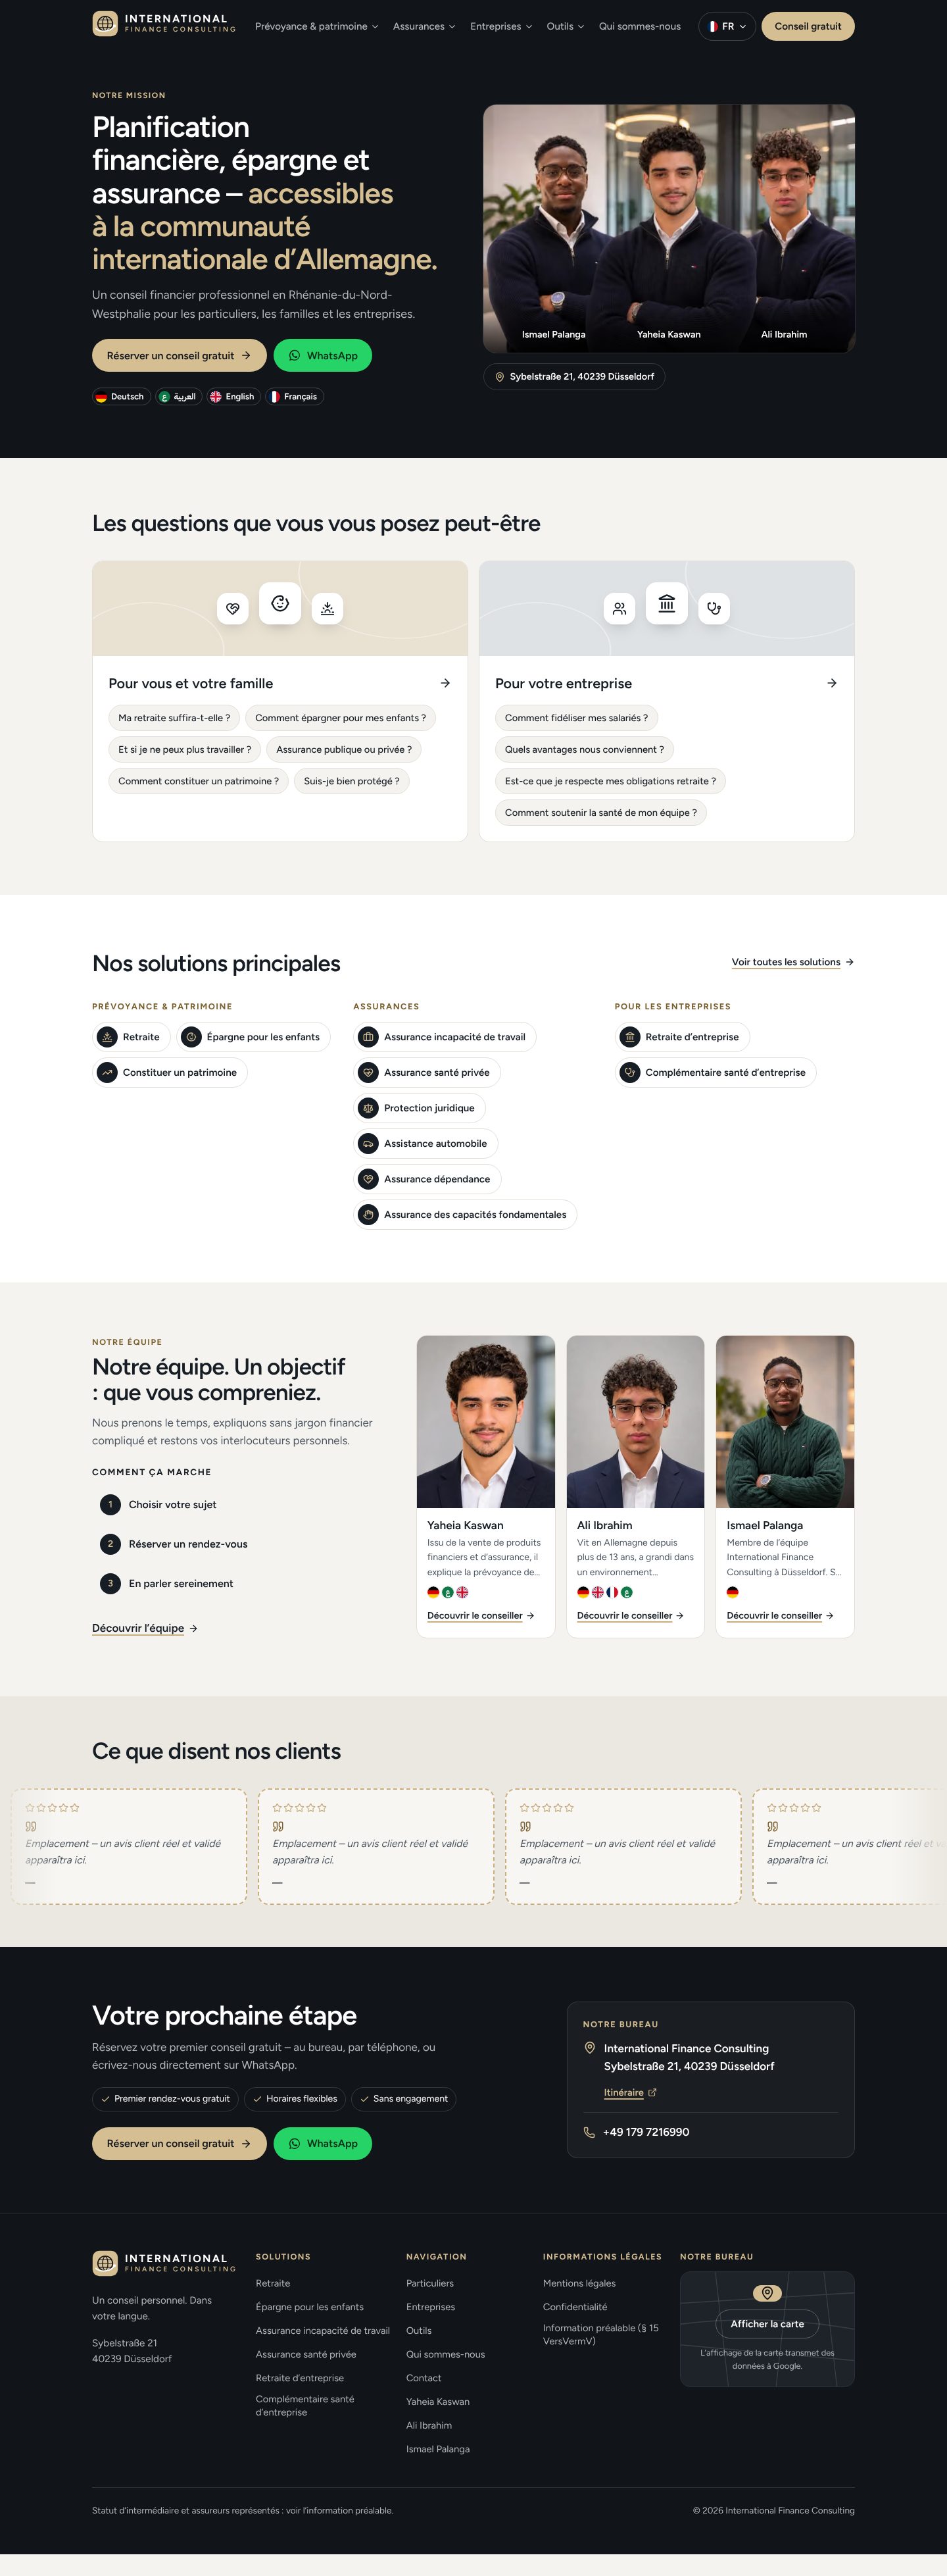 INTERNATIONAL
FINANCE CONSULTING
Prévoyance & patrimoine
Assurances
Entreprises
Outils
Qui sommes-nous
FR
Conseil gratuit
NOTRE MISSION
Planification
financière, épargne et
assurance – accessibles
à la communauté
internationale d’Allemagne.
Un conseil financier professionnel en Rhénanie-du-Nord-
Westphalie pour les particuliers, les familles et les entreprises.
Réserver un conseil gratuit
WhatsApp
Deutsch
ع
العربية
English
Français
Ismael Palanga
Yaheia Kaswan
Ali Ibrahim
Sybelstraße 21, 40239 Düsseldorf
Les questions que vous vous posez peut-être
Pour vous et votre famille
Ma retraite suffira-t-elle ?
Comment épargner pour mes enfants ?
Et si je ne peux plus travailler ?
Assurance publique ou privée ?
Comment constituer un patrimoine ?
Suis-je bien protégé ?
Pour votre entreprise
Comment fidéliser mes salariés ?
Quels avantages nous conviennent ?
Est-ce que je respecte mes obligations retraite ?
Comment soutenir la santé de mon équipe ?
Nos solutions principales
Voir toutes les solutions
PRÉVOYANCE & PATRIMOINE
Retraite
Épargne pour les enfants
Constituer un patrimoine
ASSURANCES
Assurance incapacité de travail
Assurance santé privée
Protection juridique
Assistance automobile
Assurance dépendance
Assurance des capacités fondamentales
POUR LES ENTREPRISES
Retraite d’entreprise
Complémentaire santé d’entreprise
NOTRE ÉQUIPE
Notre équipe. Un objectif
: que vous compreniez.
Nous prenons le temps, expliquons sans jargon financier
compliqué et restons vos interlocuteurs personnels.
COMMENT ÇA MARCHE
1
Choisir votre sujet
2
Réserver un rendez-vous
3
En parler sereinement
Découvrir l’équipe
Yaheia Kaswan
Issu de la vente de produits
financiers et d’assurance, il
explique la prévoyance de…
ع
Découvrir le conseiller
Ali Ibrahim
Vit en Allemagne depuis
plus de 13 ans, a grandi dans
un environnement…
ع
Découvrir le conseiller
Ismael Palanga
Membre de l’équipe
International Finance
Consulting à Düsseldorf. S…
Découvrir le conseiller
Ce que disent nos clients
Emplacement – un avis client réel et validé
apparaîtra ici.
—
Emplacement – un avis client réel et validé
apparaîtra ici.
—
Emplacement – un avis client réel et validé
apparaîtra ici.
—
Emplacement – un avis client réel et
apparaîtra ici.
—
Votre prochaine étape
Réservez votre premier conseil gratuit – au bureau, par téléphone, ou
écrivez-nous directement sur WhatsApp.
Premier rendez-vous gratuit
Horaires flexibles
Sans engagement
Réserver un conseil gratuit
WhatsApp
NOTRE BUREAU
International Finance Consulting
Sybelstraße 21, 40239 Düsseldorf
Itinéraire
+49 179 7216990
INTERNATIONAL
FINANCE CONSULTING
Un conseil personnel. Dans
votre langue.
Sybelstraße 21
40239 Düsseldorf
SOLUTIONS
Retraite
Épargne pour les enfants
Assurance incapacité de travail
Assurance santé privée
Retraite d’entreprise
Complémentaire santé
d’entreprise
NAVIGATION
Particuliers
Entreprises
Outils
Qui sommes-nous
Contact
Yaheia Kaswan
Ali Ibrahim
Ismael Palanga
INFORMATIONS LÉGALES
Mentions légales
Confidentialité
Information préalable (§ 15
VersVermV)
NOTRE BUREAU
Afficher la carte
L’affichage de la carte transmet des
données à Google.
Statut d’intermédiaire et assureurs représentés : voir l’information préalable.
© 2026 International Finance Consulting